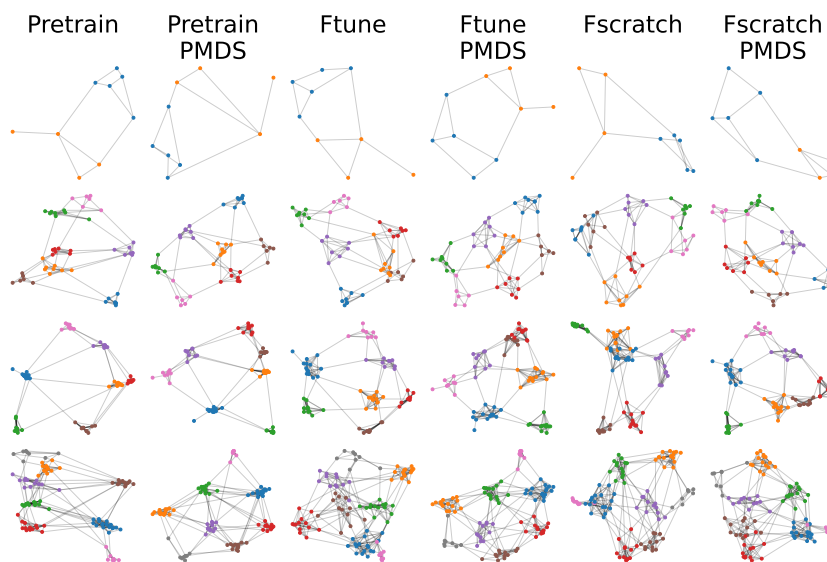 Pretrain
Pretrain
PMDS
Ftune
Ftune
PMDS
Fscratch
Fscratch
PMDS